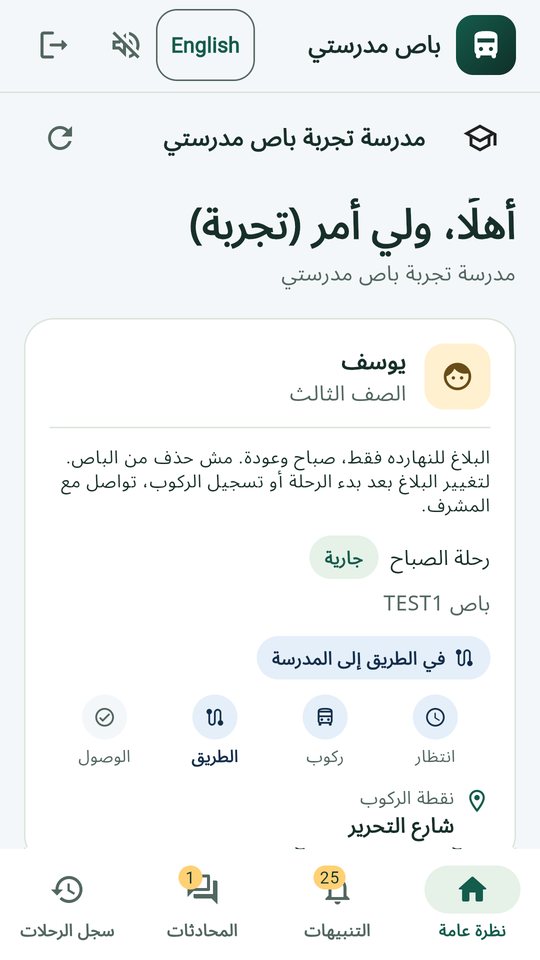 باص مدرستي
English
مدرسة تجربة باص مدرستي
أهلًا، ولي أمر (تجربة)
مدرسة تجربة باص مدرستي
يوسف
الصف الثالث
البلاغ للنهارده فقط، صباح وعودة. مش حذف من الباص.
لتغيير البلاغ بعد بدء الرحلة أو تسجيل الركوب، تواصل مع
المشرف.
رحلة الصباح جارية
باص TEST1
في الطريق إلى المدرسة
انتظار ركوب الطريق الوصول
نقطة الركوب
شارع التحرير
25 1
نظرة عامة التنبيهات المحادثات سجل الرحلات